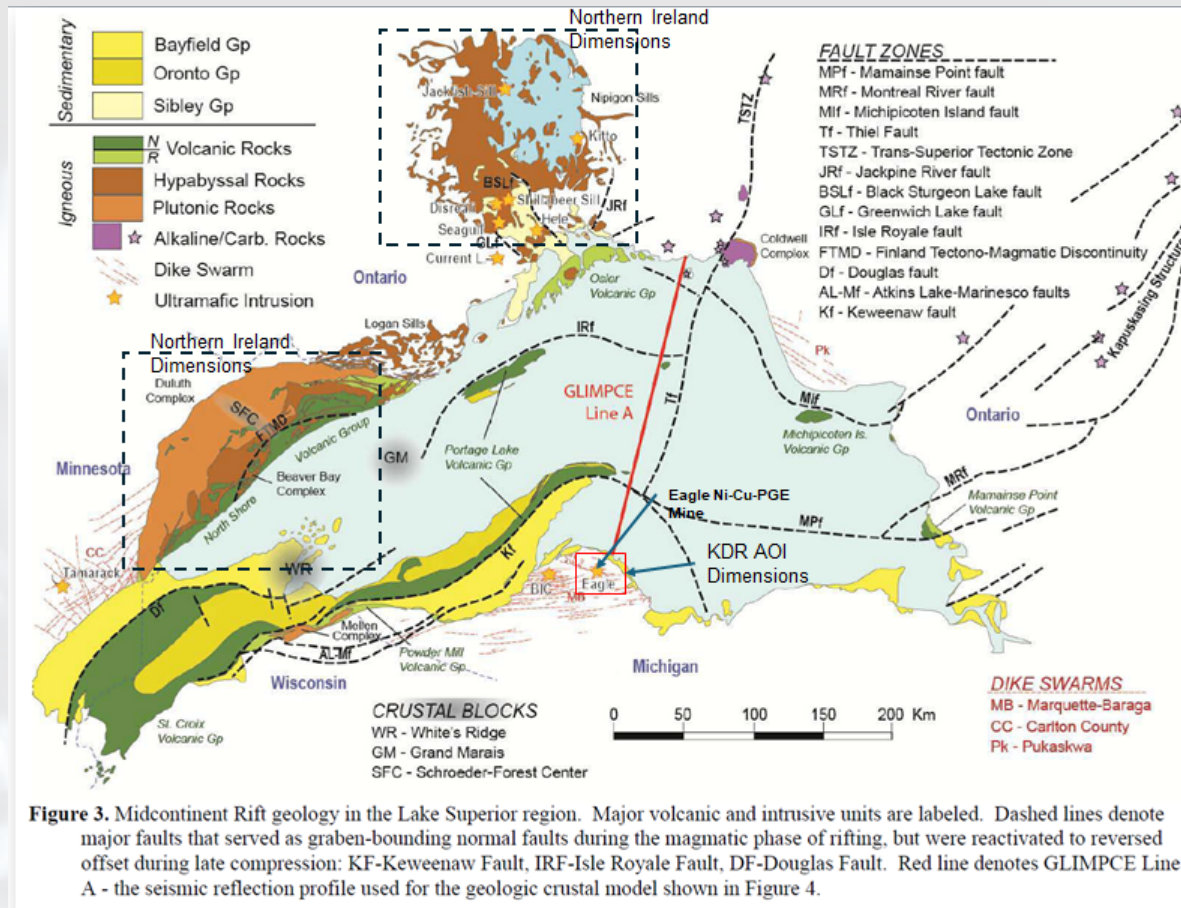 Sedimentary
Bayfield Gp
Oronto Gp
Sibley Gp
Igneous
N
R
Volcanic Rocks
Hypabyssal Rocks
Plutonic Rocks
Alkaline/Carb. Rocks
Dike Swarm
Ultramafic Intrusion
Northern Ireland
Dimensions
Jackfish Sill
Nipigon Sills
Kitto
BSLf
Shillabeer Sill
Disraeli
Hele
Seagull
GLf
JRf
Current L.
TSTZ
Coldwell
Complex
Ontario
Osler
Volcanic Gp
Logan Sills
FAULT ZONES
MPf - Mamainse Point fault
MRf - Montreal River fault
MIf - Michipicoten Island fault
Tf - Thiel Fault
TSTZ - Trans-Superior Tectonic Zone
JRf - Jackpine River fault
BSLf - Black Sturgeon Lake fault
GLf - Greenwich Lake fault
IRf - Isle Royale fault
FTMD - Finland Tectono-Magmatic Discontinuity
Df - Douglas fault
AL-Mf - Atkins Lake-Marinesco faults
Kf - Keweenaw fault
Kapuskasing Structure
Northern Ireland
Dimensions
Duluth
Complex
SFC
FTMD
Volcanic Group
North Shore
Beaver Bay
Complex
Minnesota
IRf
GM
Portage Lake
Volcanic Gp
GLIMPCE
Line A
Tf
Pk
MIf
Michipicoten Is.
Volcanic Gp
Ontario
MRf
Mamainse Point
Volcanic Gp
MPf
Eagle Ni-Cu-PGE
Mine
KDR AOI
Dimensions
CC
Tamarack
WR
Df
Kf
BIC
Eagle
MB
Mellen
Complex
AL-Mf
Powder Mill
Volcanic Gp
Wisconsin
Michigan
St. Croix
Volcanic Gp
CRUSTAL BLOCKS
WR - White's Ridge
GM - Grand Marais
SFC - Schroeder-Forest Center
0 50 100 150 200 Km
DIKE SWARMS
MB - Marquette-Baraga
CC - Carlton County
Pk - Pukaskwa
Figure 3. Midcontinent Rift geology in the Lake Superior region. Major volcanic and intrusive units are labeled. Dashed lines denote
major faults that served as graben-bounding normal faults during the magmatic phase of rifting, but were reactivated to reversed
offset during late compression: KF-Keweenaw Fault, IRF-Isle Royale Fault, DF-Douglas Fault. Red line denotes GLIMPCE Line
A - the seismic reflection profile used for the geologic crustal model shown in Figure 4.